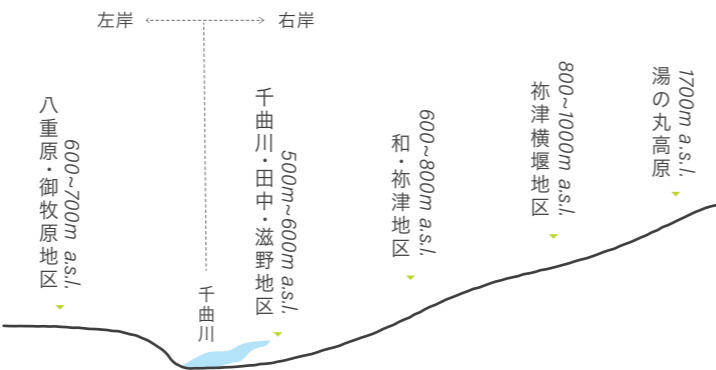 左岸
右岸
八重原・御牧原地区
600~700m a.s.l.
千曲川
千曲川・田中・滋野地区
500m~600m a.s.l.
和・祢津地区
600~800m a.s.l.
祢津横堰地区
800~1000m a.s.l.
湯の丸高原
1700m a.s.l.